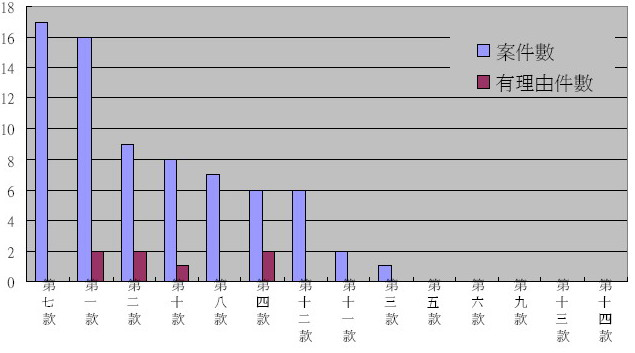 18
16
14
12
10
8
6
4
2
0
案件數
有理由件數
第七款
第一款
第二款
第十款
第八款
第四款
第十二款
第十一款
第三款
第五款
第六款
第九款
第十三款
第十四款